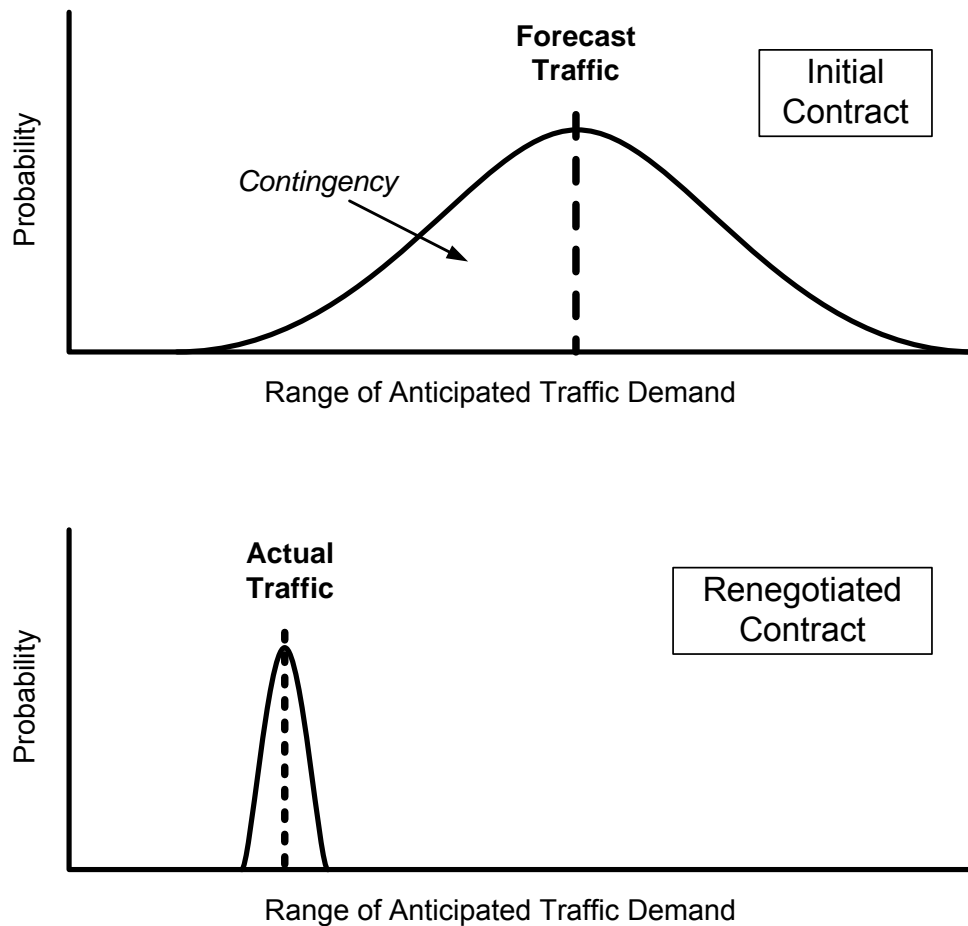 Forecast
Traffic
Initial
Contract
Contingency
Probability
Range of Anticipated Traffic Demand
Actual
Traffic
Renegotiated
Contract
Probability
Range of Anticipated Traffic Demand